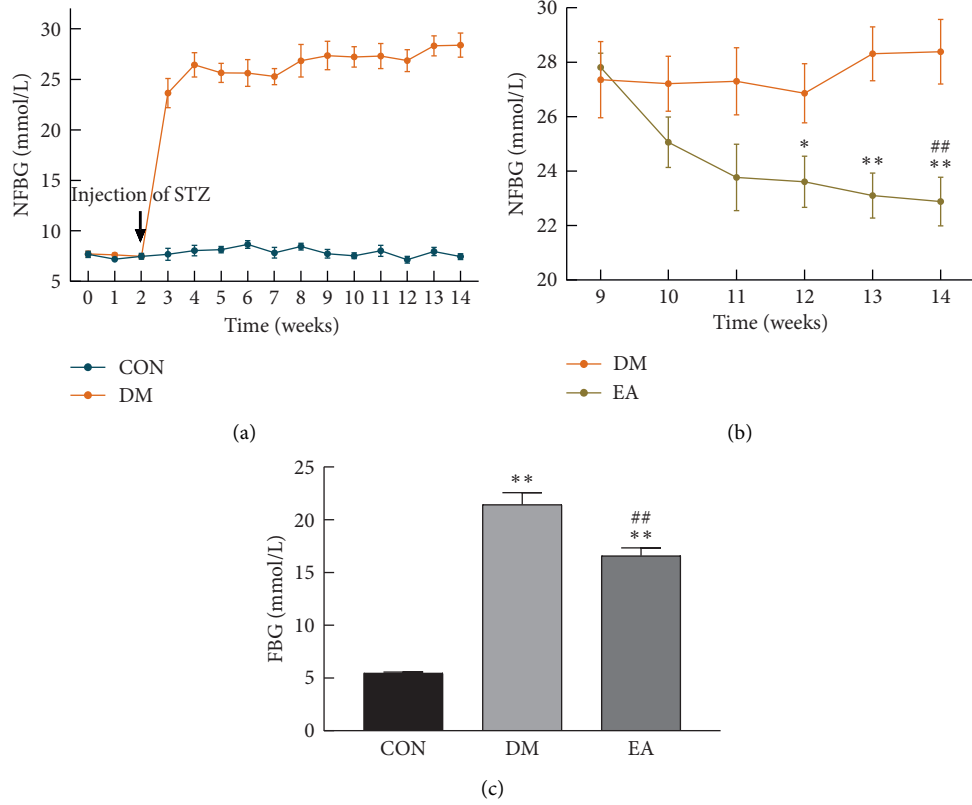 30
25
20
15
10
5
NFBG (mmol/L)
Injection of STZ
0 1 2 3 4 5 6 7 8 9 10 11 12 13 14
Time (weeks)
CON
DM
(a)
30
28
26
24
22
20
NFBG (mmol/L)
*
**
##
**
9 10 11 12 13 14
Time (weeks)
DM
EA
(b)
25
20
15
10
5
0
FBG (mmol/L)
**
##
**
CON DM EA
(c)